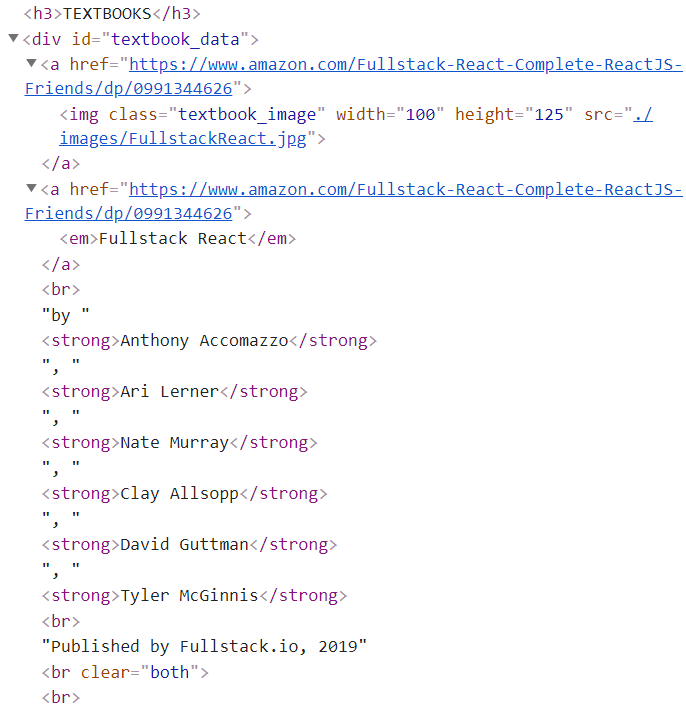 <h3>TEXTBOOKS</h3>
▼<div id="textbook_data">
▼<a href="https://www.amazon.com/Fullstack-React-Complete-ReactJS-
Friends/dp/0991344626">
<img class="textbook_image" width="100" height="125" src="./
images/FullstackReact.jpg">
</a>
▼<a href="https://www.amazon.com/Fullstack-React-Complete-ReactJS-
Friends/dp/0991344626">
<em>Fullstack React</em>
</a>
<br>
"by "
<strong>Anthony Accomazzo</strong>
", "
<strong>Ari Lerner</strong>
", "
<strong>Nate Murray</strong>
", "
<strong>Clay Allsopp</strong>
", "
<strong>David Guttman</strong>
", "
<strong>Tyler McGinnis</strong>
<br>
"Published by Fullstack.io, 2019"
<br clear="both">
<br>